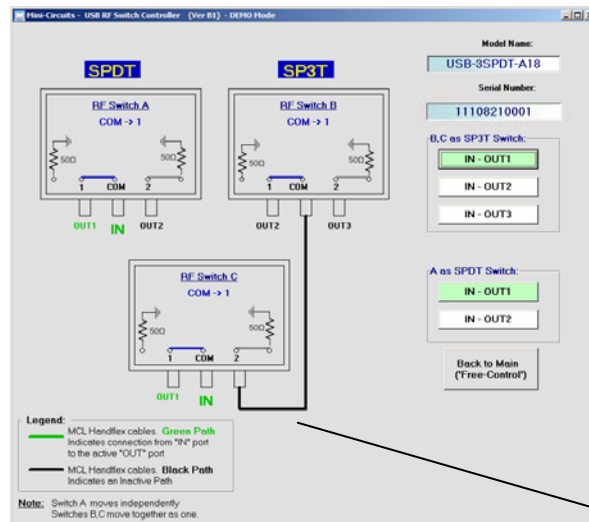 Mini-Circuits - USB RF Switch Controller (Ver B1) - DEMO Mode
SPDT
RF Switch A
COM -> 1
50Ω
50Ω
1 COM 2
OUT1 IN OUT2
SP3T
RF Switch B
COM -> 1
50Ω
50Ω
1 COM 2
OUT2 OUT3
RF Switch C
COM -> 1
50Ω
50Ω
1 COM 2
OUT1 IN
Model Name:
USB-3SPDT-A18
Serial Number:
11108210001
B,C as SP3T Switch:
IN - OUT1
IN - OUT2
IN - OUT3
A as SPDT Switch:
IN - OUT1
IN - OUT2
Back to Main
("Free-Control")
Legend:
MCL Handflex cables. Green Path
Indicates connection from "IN" port
to the active "OUT" port
MCL Handflex cables. Black Path
Indicates an Inactive Path
Note: Switch A moves independently
Switches B,C move together as one.